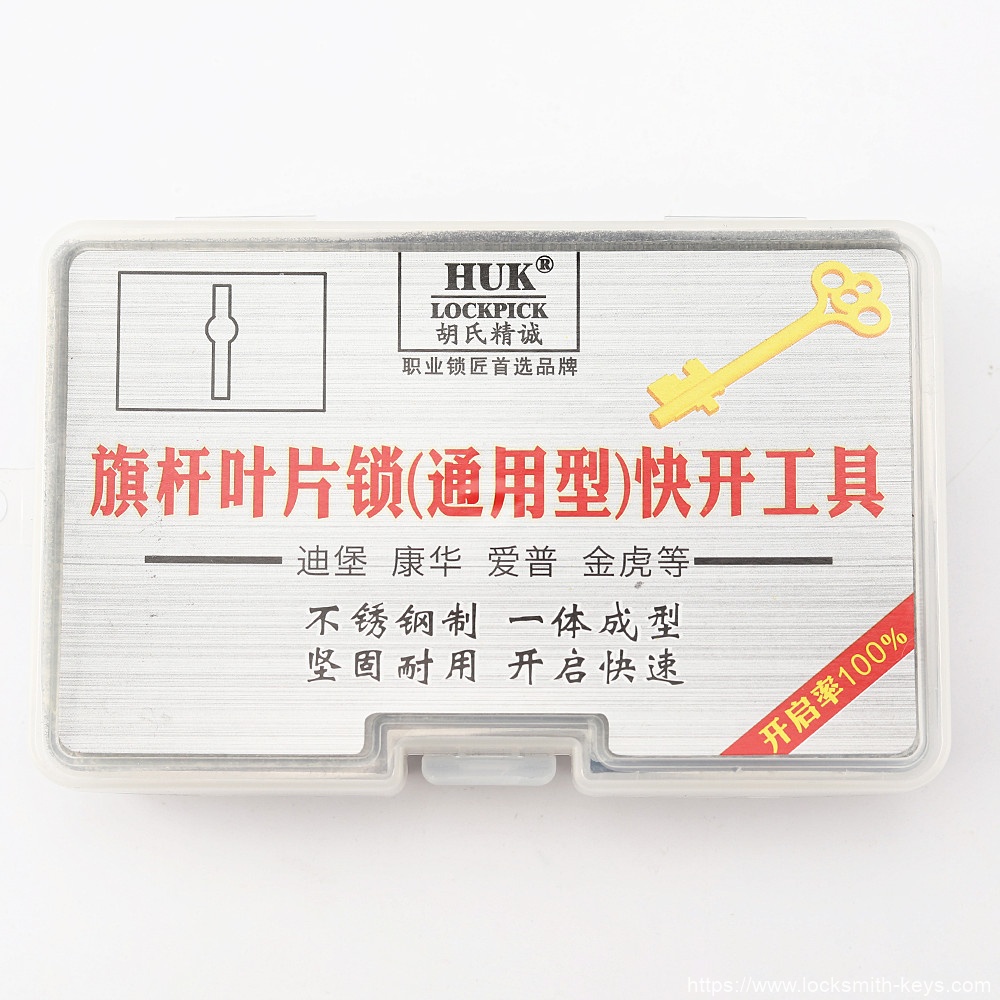 HUK®
LOCKPICK
胡氏精诚
职业锁匠首选品牌
旗杆叶片锁(通用型)快开工具
迪堡 康华 爱普 金虎等
不锈钢制 一体成型
坚固耐用 开启快速
开启率100%
https://www.locksmith-keys.com